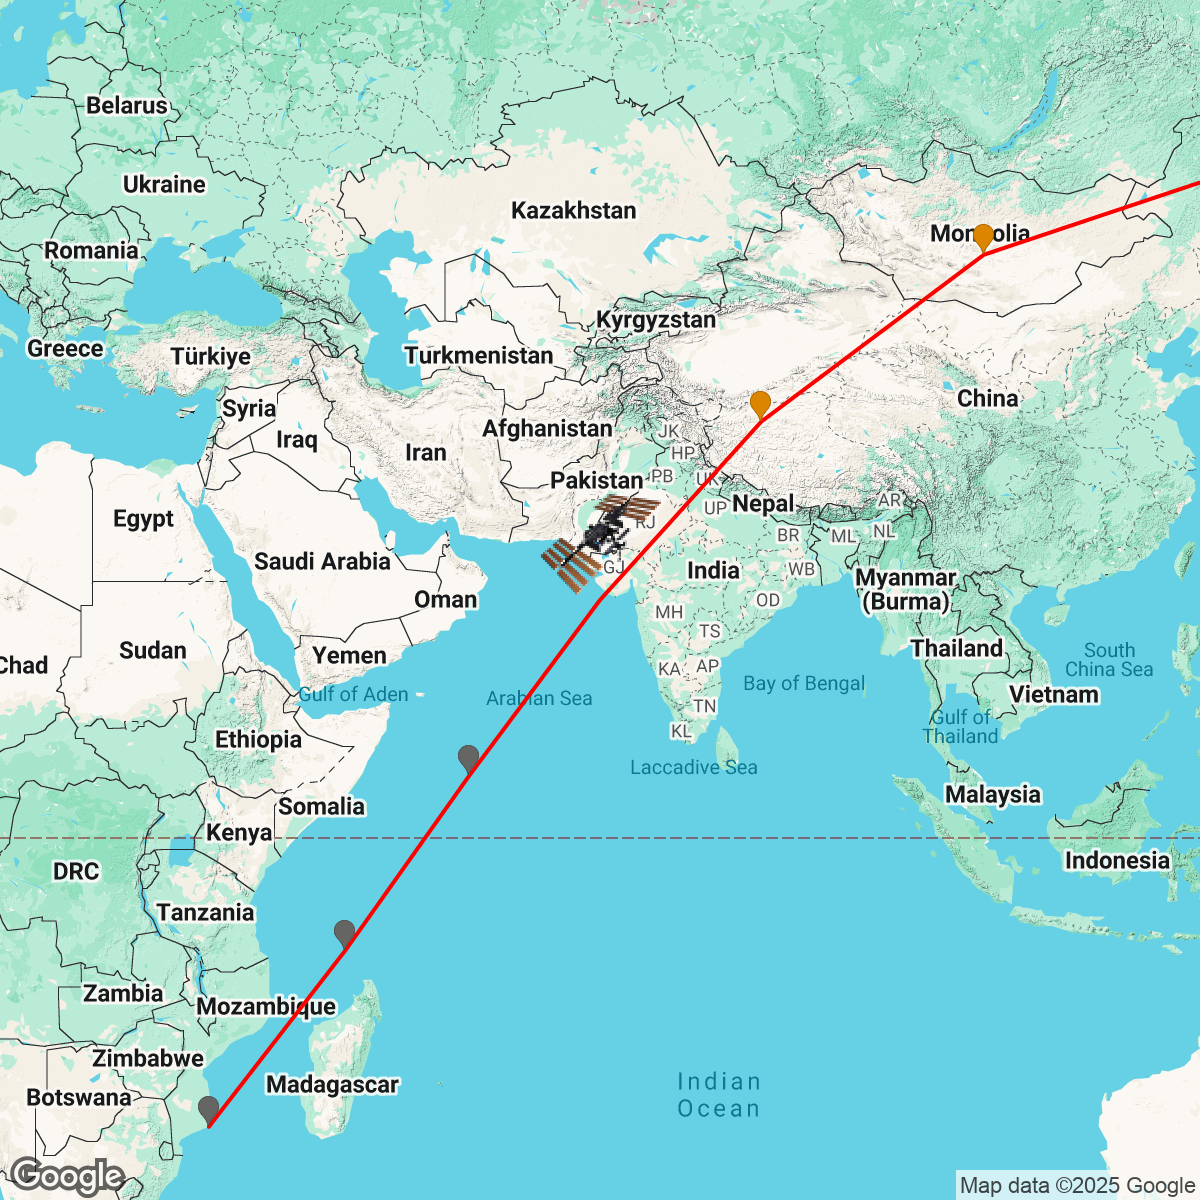 Belarus
Ukraine
Kazakhstan
Mongolia
Romania
Kyrgyzstan
Greece
Türkiye
Turkmenistan
China
Syria
Afghanistan
JK
Iraq
Iran
HP
Pakistan
PB
UK
Nepal
AR
Egypt
UP
RJ
NL
BR
ML
Saudi Arabia
GJ
India
WB
Myanmar
(Burma)
Oman
MH
OD
Chad
Sudan
Yemen
TS
Thailand
South
China Sea
KA
AP
Gulf of Aden
Arabian Sea
Bay of Bengal
Vietnam
TN
Gulf of
Thailand
Ethiopia
KL
Laccadive Sea
Malaysia
Somalia
Kenya
DRC
Indonesia
Tanzania
Zambia
Mozambique
Zimbabwe
Botswana
Madagascar
Indian
Ocean
Google
Map data ©2025 Google